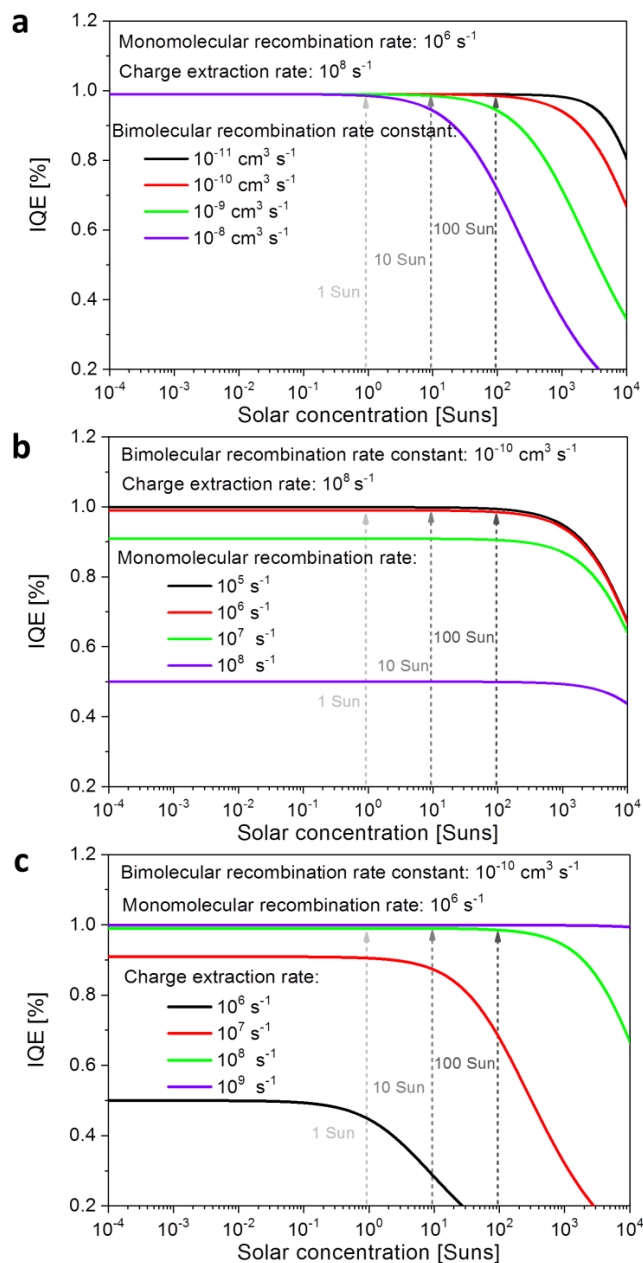 a
Monomolecular recombination rate: 10⁶ s⁻¹
Charge extraction rate: 10⁸ s⁻¹
Bimolecular recombination rate constant:
10⁻¹¹ cm³ s⁻¹
10⁻¹⁰ cm³ s⁻¹
10⁻⁹ cm³ s⁻¹
10⁻⁸ cm³ s⁻¹
100 Sun
10 Sun
1 Sun
IQE [%]
1.2
1.0
0.8
0.6
0.4
0.2
10⁻⁴ 10⁻³ 10⁻² 10⁻¹ 10⁰ 10¹ 10² 10³ 10⁴
Solar concentration [Suns]
b
Bimolecular recombination rate constant: 10⁻¹⁰ cm³ s⁻¹
Charge extraction rate: 10⁸ s⁻¹
Monomolecular recombination rate:
10⁵ s⁻¹
10⁶ s⁻¹
10⁷ s⁻¹
10⁸ s⁻¹
100 Sun
10 Sun
1 Sun
IQE [%]
1.2
1.0
0.8
0.6
0.4
0.2
10⁻⁴ 10⁻³ 10⁻² 10⁻¹ 10⁰ 10¹ 10² 10³ 10⁴
Solar concentration [Suns]
c
Bimolecular recombination rate constant: 10⁻¹⁰ cm³ s⁻¹
Monomolecular recombination rate: 10⁶ s⁻¹
Charge extraction rate:
10⁶ s⁻¹
10⁷ s⁻¹
10⁸ s⁻¹
10⁹ s⁻¹
100 Sun
10 Sun
1 Sun
IQE [%]
1.2
1.0
0.8
0.6
0.4
0.2
10⁻⁴ 10⁻³ 10⁻² 10⁻¹ 10⁰ 10¹ 10² 10³ 10⁴
Solar concentration [Suns]